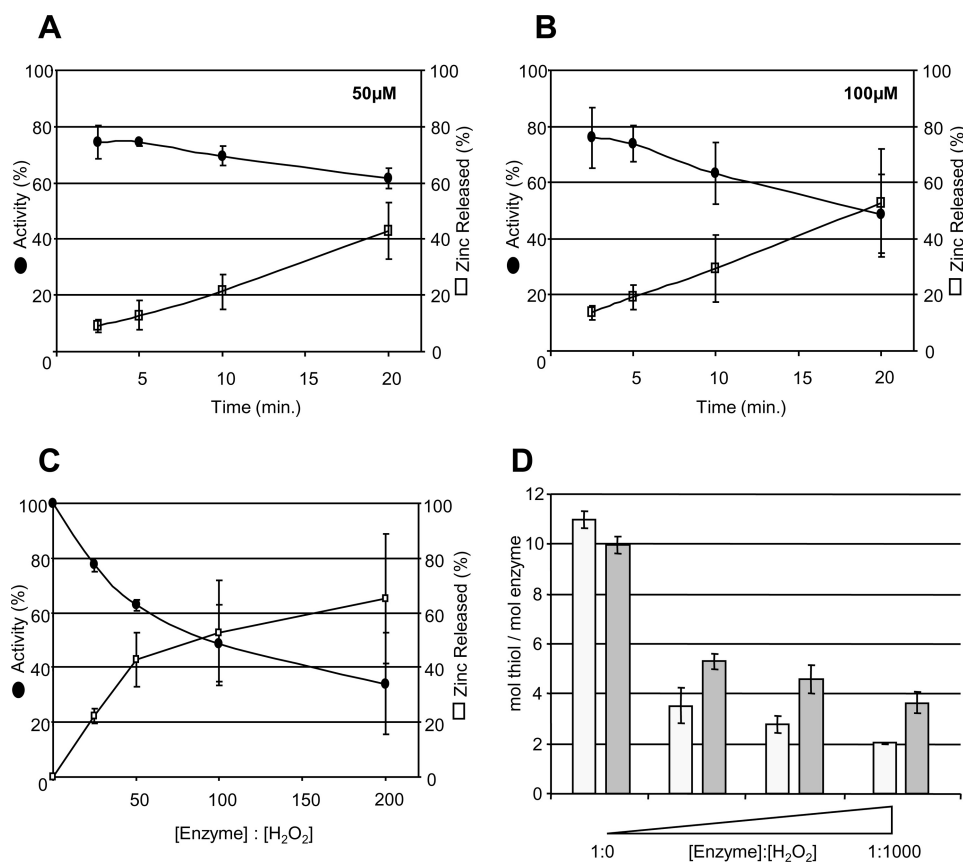 A
100
80
60
40
20
0
Activity (%)
50µM
100
80
60
40
20
0
Zinc Released (%)
5 10 15 20
Time (min.)
B
100
80
60
40
20
0
Activity (%)
100µM
100
80
60
40
20
0
Zinc Released (%)
5 10 15 20
Time (min.)
C
100
80
60
40
20
0
Activity (%)
100
80
60
40
20
0
Zinc Released (%)
50 100 150 200
[Enzyme] : [H₂O₂]
D
12
10
8
6
4
2
0
mol thiol / mol enzyme
1:0 [Enzyme]:[H₂O₂] 1:1000